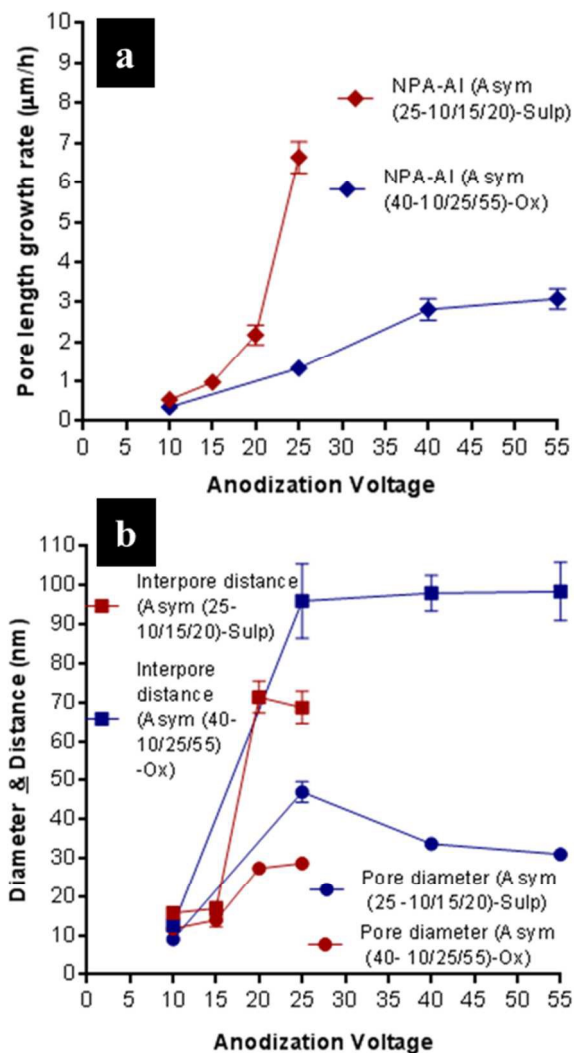 a
10
9
8
7
6
5
4
3
2
1
0
Pore length growth rate (µm/h)
NPA-AI (Asym
(25-10/15/20)-Sulp)
NPA-AI (Asym
(40-10/25/55)-Ox)
0 5 10 15 20 25 30 35 40 45 50 55
Anodization Voltage
b
110
100
90
80
70
60
50
40
30
20
10
0
Diameter & Distance (nm)
Interpore distance
(Asym (25-
10/15/20)-Sulp)
Interpore
distance
(Asym (40-
10/25/55)
-Ox)
Pore diameter (Asym
(25 -10/15/20)-Sulp)
Pore diameter (Asym
(40- 10/25/55)-Ox)
0 5 10 15 20 25 30 35 40 45 50 55
Anodization Voltage